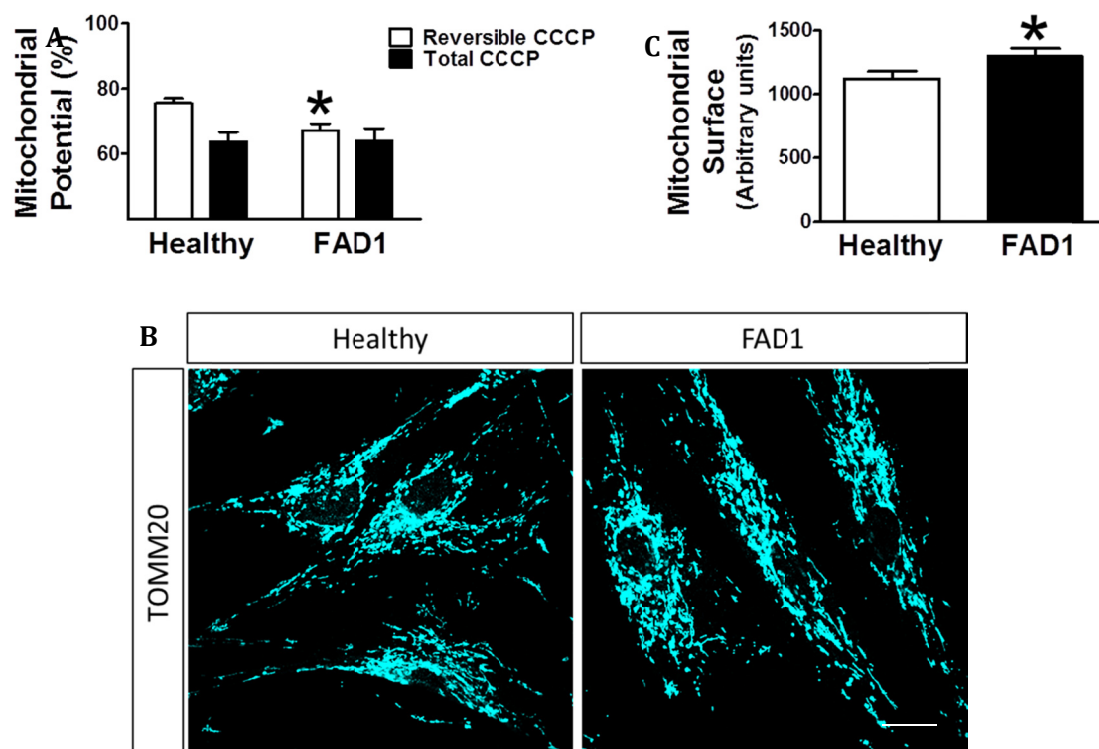 A
Mitochondrial
Potential (%)
100
80
60
Reversible CCCP
Total CCCP
*
Healthy
FAD1
C
Mitochondrial
Surface
(Arbitrary units)
1500
1000
500
0
*
Healthy
FAD1
B
Healthy
FAD1
TOMM20